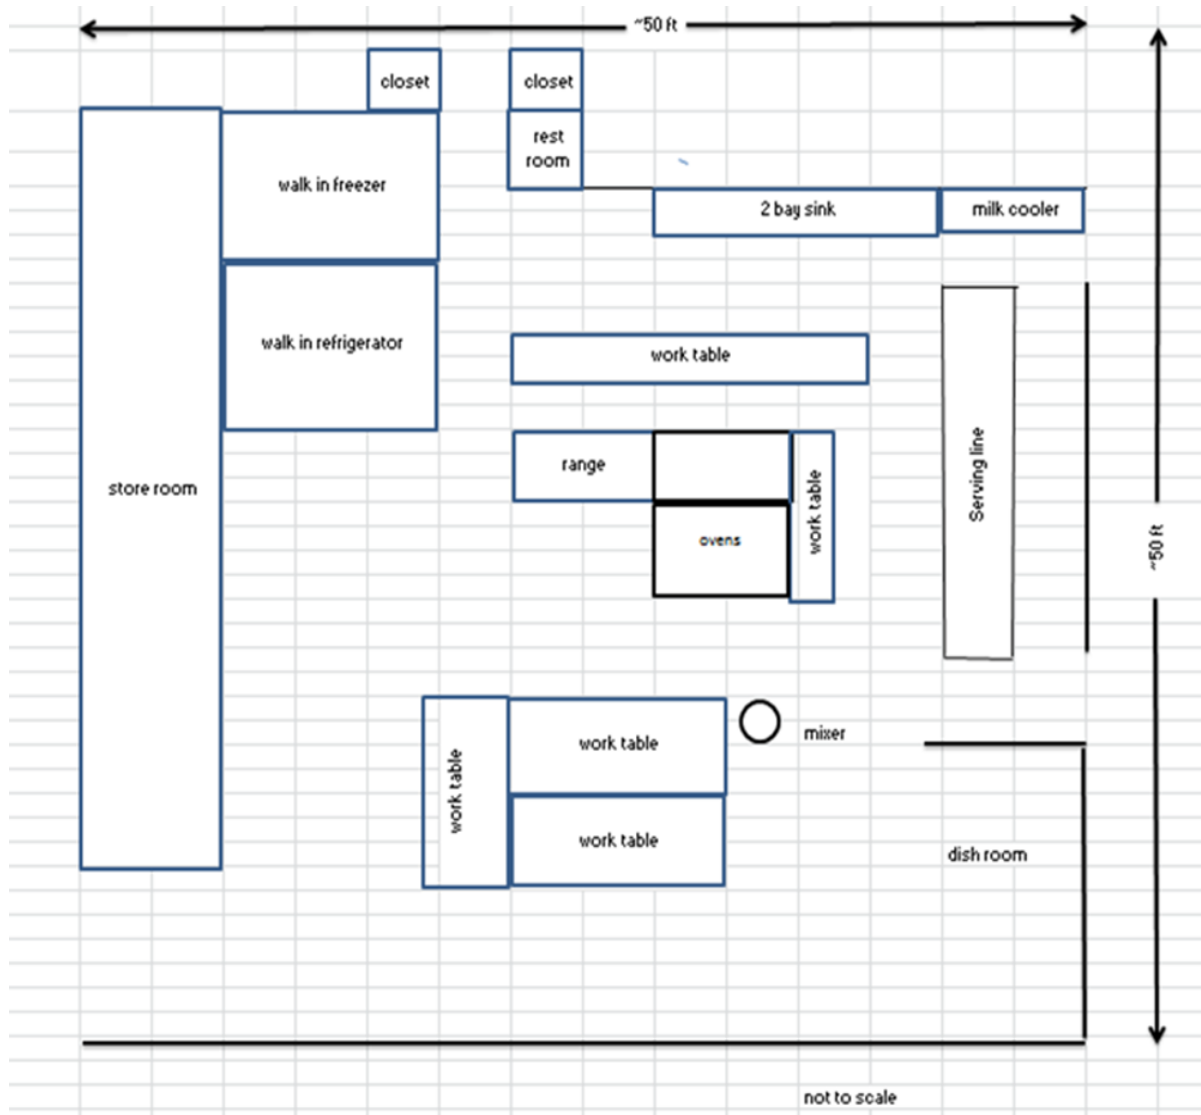 ~50 ft
closet
closet
rest
room
walk in freezer
2 bay sink
milk cooler
walk in refrigerator
work table
range
work table
Serving line
store room
ovens
~50 ft
work table
work table
mixer
work table
dish room
not to scale